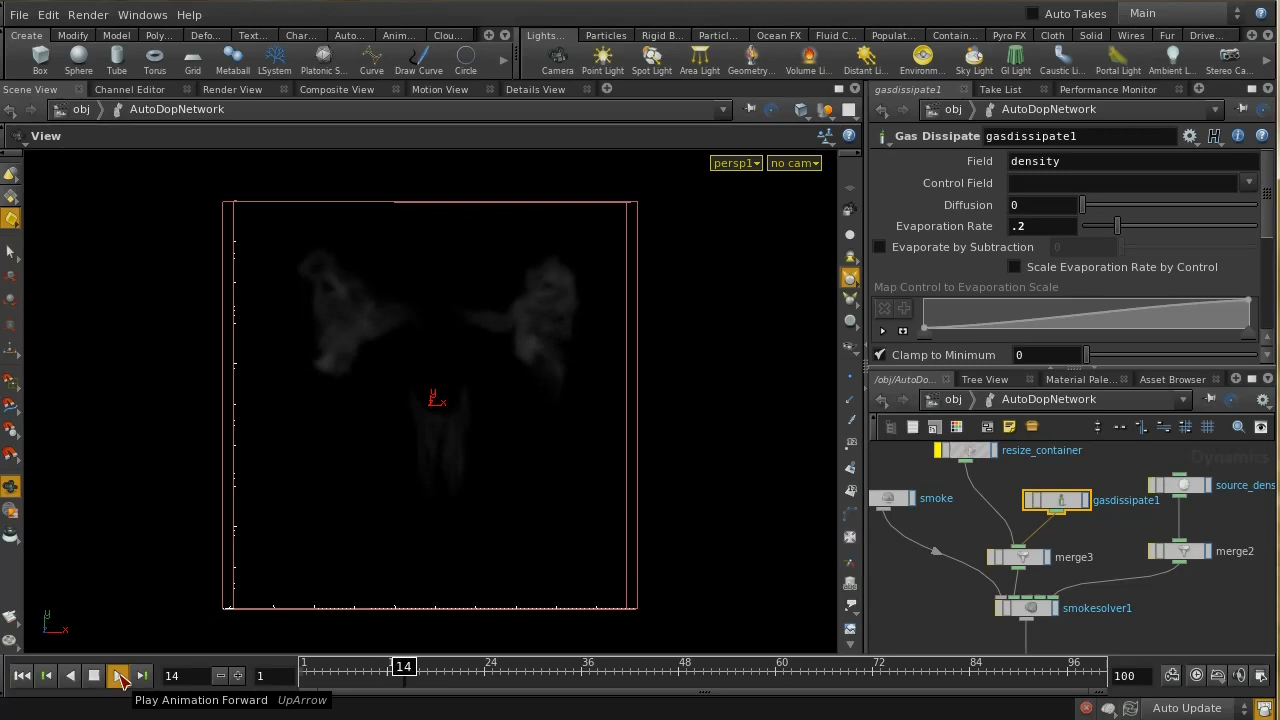 File Edit Render Windows Help Auto Takes Main
Create Modify Model Poly... Defo... Text... Char... Auto... Anim... Clou... Lights... Particles Rigid B... Particl... Ocean FX Fluid C... Populat... Contain... Pyro FX Cloth Solid Wires Fur Drive...
Box Sphere Tube Torus Grid Metaball LSystem Platonic S... Curve Draw Curve Circle Camera Point Light Spot Light Area Light Geometry... Volume Li... Distant Li... Environm... Sky Light GI Light Caustic Li... Portal Light Ambient L... Stereo Ca...
Scene View Channel Editor Render View Composite View Motion View Details View gasdissipate1 Take List Performance Monitor
obj AutoDopNetwork obj AutoDopNetwork
View Gas Dissipate gasdissipate1
persp1 no cam
Field density
Control Field
Diffusion 0
Evaporation Rate .2
Evaporate by Subtraction 0
Scale Evaporation Rate by Control
Map Control to Evaporation Scale
Clamp to Minimum 0
/obj/AutoDo... Tree View Material Pale... Asset Browser
obj AutoDopNetwork
Dynamics
resize_container
smoke gasdissipate1 source_dens
merge3 merge2
smokesolver1
y x
y x
1 14 24 36 48 60 72 84 96
14 1 100
Play Animation Forward UpArrow
Auto Update